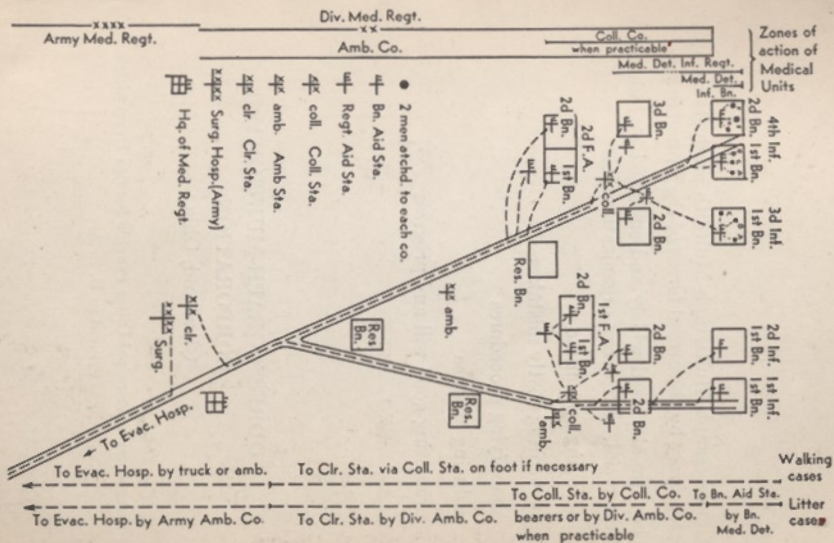 Div. Med. Regt.
xxxx
xx
Army Med. Regt.
Amb. Co.
Coll. Co.
when practicable
Med. Det. Inf. Regt.
Med. Det.
Inf. Bn.
Zones of
action of
Medical
Units
● 2 men atchd. to each co.
Bn. Aid Sta.
Regt. Aid Sta.
coll. Coll. Sta.
amb. Amb Sta.
clr. Clr. Sta.
Surg. Hosp.(Army)
Hq. of Med. Regt.
4th Inf.
2d Bn. 1st Bn.
3d Inf.
1st Bn.
2d Inf.
1st Bn.
1st Inf.
1st Bn.
3d Bn.
2d Bn.
2d Bn.
2d Bn.
2d F.A.
2d Bn. 1st Bn.
coll.
Res. Bn.
1st F.A.
2d Bn. 1st Bn.
coll.
amb.
amb.
Res
Bn.
Res.
Bn.
clr.
Surg.
To Evac. Hosp.
To Evac. Hosp. by truck or amb.
To Clr. Sta. via Coll. Sta. on foot if necessary
Walking
cases
To Evac. Hosp. by Army Amb. Co.
To Clr. Sta. by Div. Amb. Co.
To Coll. Sta. by Coll. Co.
bearers or by Div. Amb. Co.
when practicable
To Bn. Aid Sta.
by Bn.
Med. Det.
Litter
cases